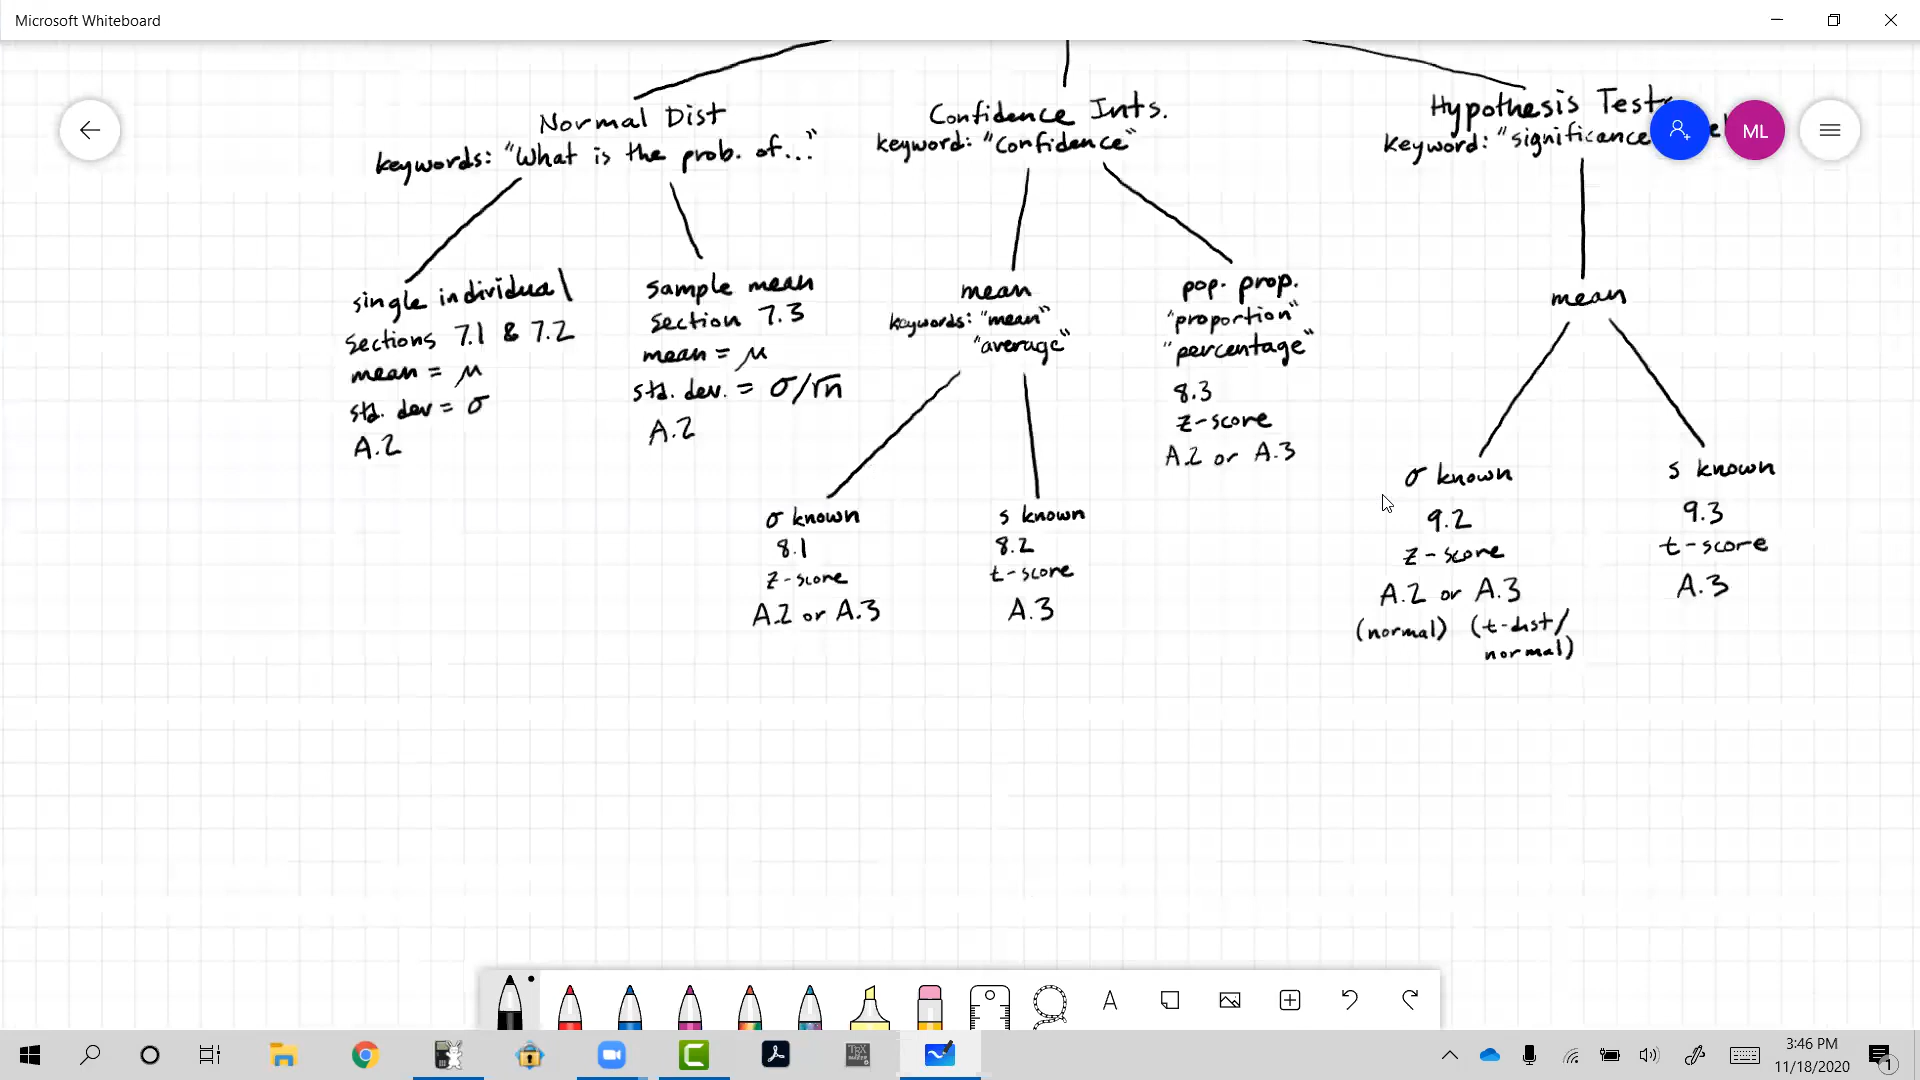 Microsoft Whiteboard
Normal Dist
keywords: "What is the prob. of..."
Confidence Ints.
keyword: "Confidence"
Hypothesis Tests
keyword: "significance
ML
single individual
sections 7.1 & 7.2
mean = μ
std. dev = σ
A.2
sample mean
section 7.3
mean = μ
std. dev. = σ/√n
A.2
mean
keywords: "mean"
"average"
pop. prop.
"proportion"
"percentage"
8.3
z-score
A.2 or A.3
mean
σ known
8.1
z-score
A.2 or A.3
s known
8.2
t-score
A.3
σ known
9.2
z-score
A.2 or A.3
(normal) (t-dist/
normal)
s known
9.3
t-score
A.3
3:46 PM
11/18/2020
1